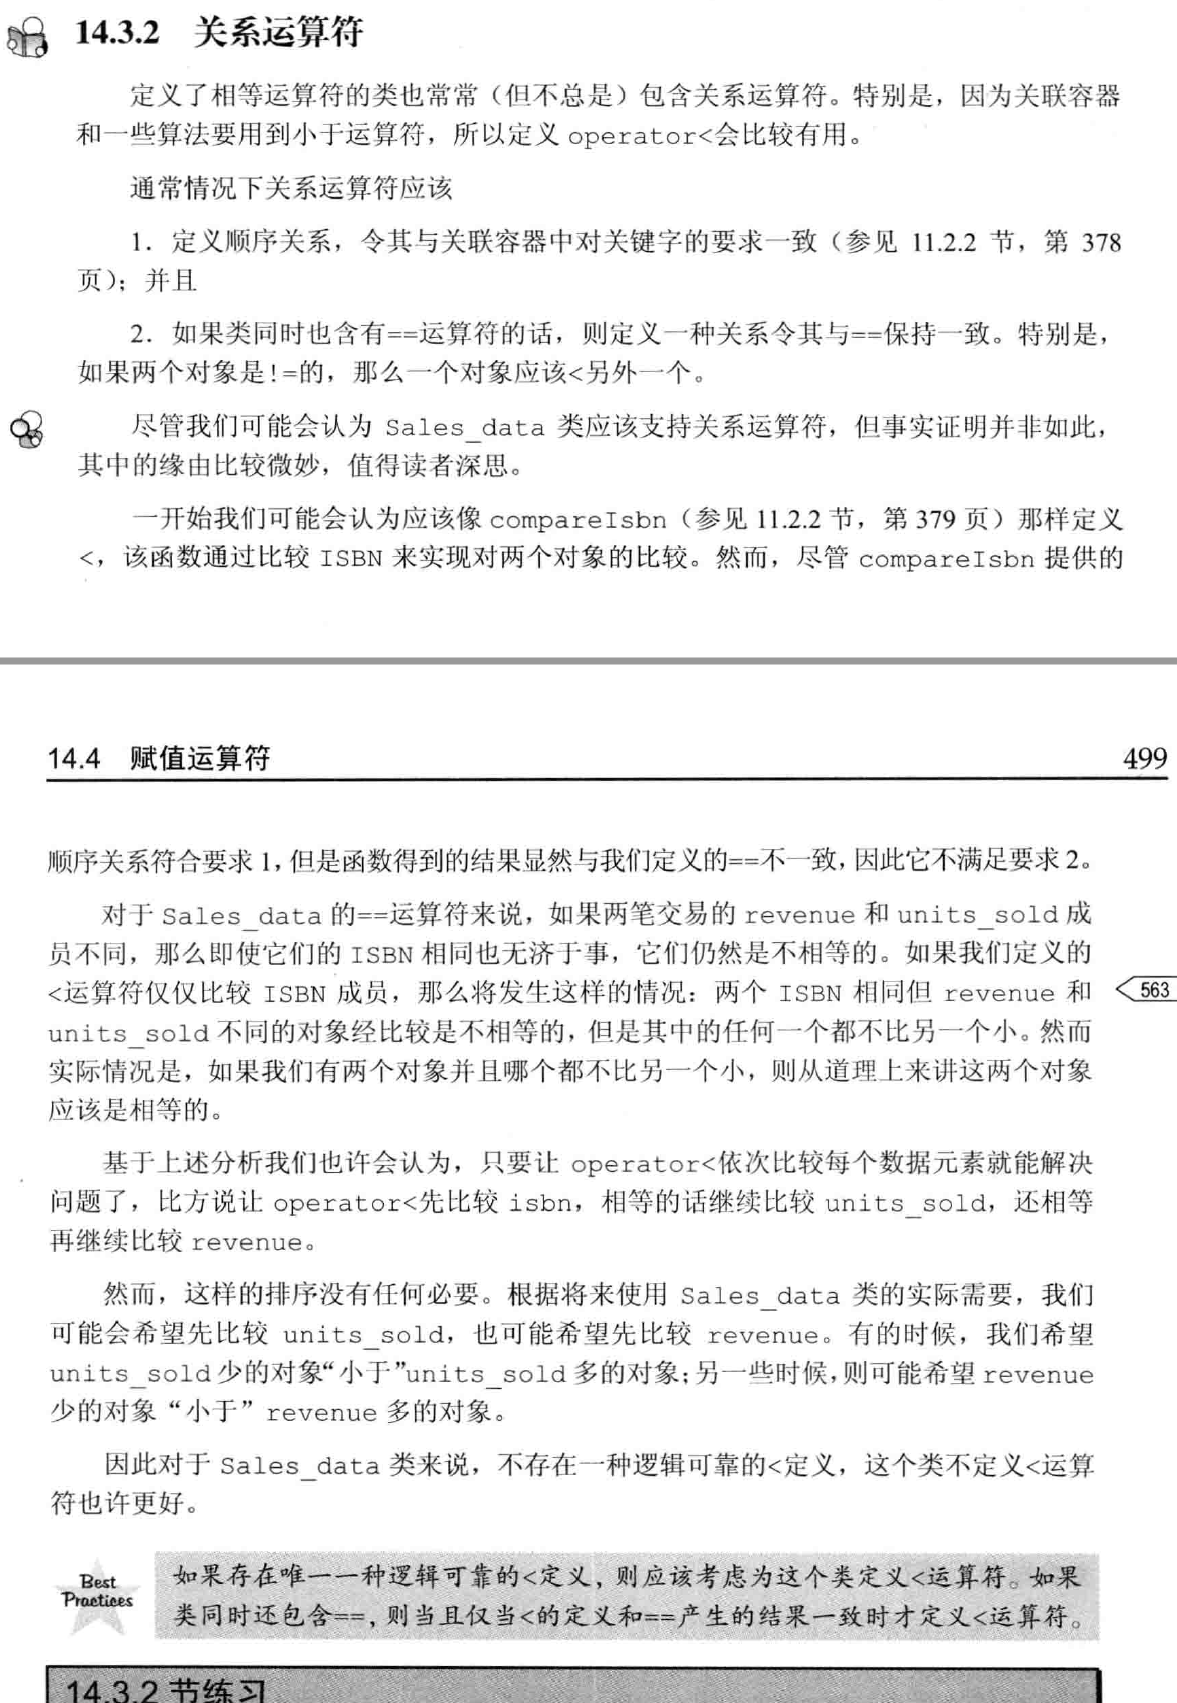 14.3.2 关系运算符
定义了相等运算符的类也常常（但不总是）包含关系运算符。特别是，因为关联容器
和一些算法要用到小于运算符，所以定义 operator<会比较有用。
通常情况下关系运算符应该
1．定义顺序关系，令其与关联容器中对关键字的要求一致（参见 11.2.2 节，第 378
页）；并且
2．如果类同时也含有==运算符的话，则定义一种关系令其与==保持一致。特别是，
如果两个对象是!=的，那么一个对象应该<另外一个。
尽管我们可能会认为 Sales_data 类应该支持关系运算符，但事实证明并非如此，
其中的缘由比较微妙，值得读者深思。
一开始我们可能会认为应该像 compareIsbn（参见 11.2.2 节，第 379 页）那样定义
<，该函数通过比较 ISBN 来实现对两个对象的比较。然而，尽管 compareIsbn 提供的
14.4 赋值运算符 499
顺序关系符合要求 1，但是函数得到的结果显然与我们定义的==不一致，因此它不满足要求 2。
对于 Sales_data 的==运算符来说，如果两笔交易的 revenue 和 units_sold 成
员不同，那么即使它们的 ISBN 相同也无济于事，它们仍然是不相等的。如果我们定义的
<运算符仅仅比较 ISBN 成员，那么将发生这样的情况：两个 ISBN 相同但 revenue 和
563
units_sold 不同的对象经比较是不相等的，但是其中的任何一个都不比另一个小。然而
实际情况是，如果我们有两个对象并且哪个都不比另一个小，则从道理上来讲这两个对象
应该是相等的。
基于上述分析我们也许会认为，只要让 operator<依次比较每个数据元素就能解决
问题了，比方说让 operator<先比较 isbn，相等的话继续比较 units_sold，还相等
再继续比较 revenue。
然而，这样的排序没有任何必要。根据将来使用 Sales_data 类的实际需要，我们
可能会希望先比较 units_sold，也可能希望先比较 revenue。有的时候，我们希望
units_sold 少的对象“小于”units_sold 多的对象；另一些时候，则可能希望 revenue
少的对象“小于”revenue 多的对象。
因此对于 Sales_data 类来说，不存在一种逻辑可靠的<定义，这个类不定义<运算
符也许更好。
Best
Practices
如果存在唯一一种逻辑可靠的<定义，则应该考虑为这个类定义<运算符。如果
类同时还包含==，则当且仅当<的定义和==产生的结果一致时才定义<运算符。
14.3.2 节练习